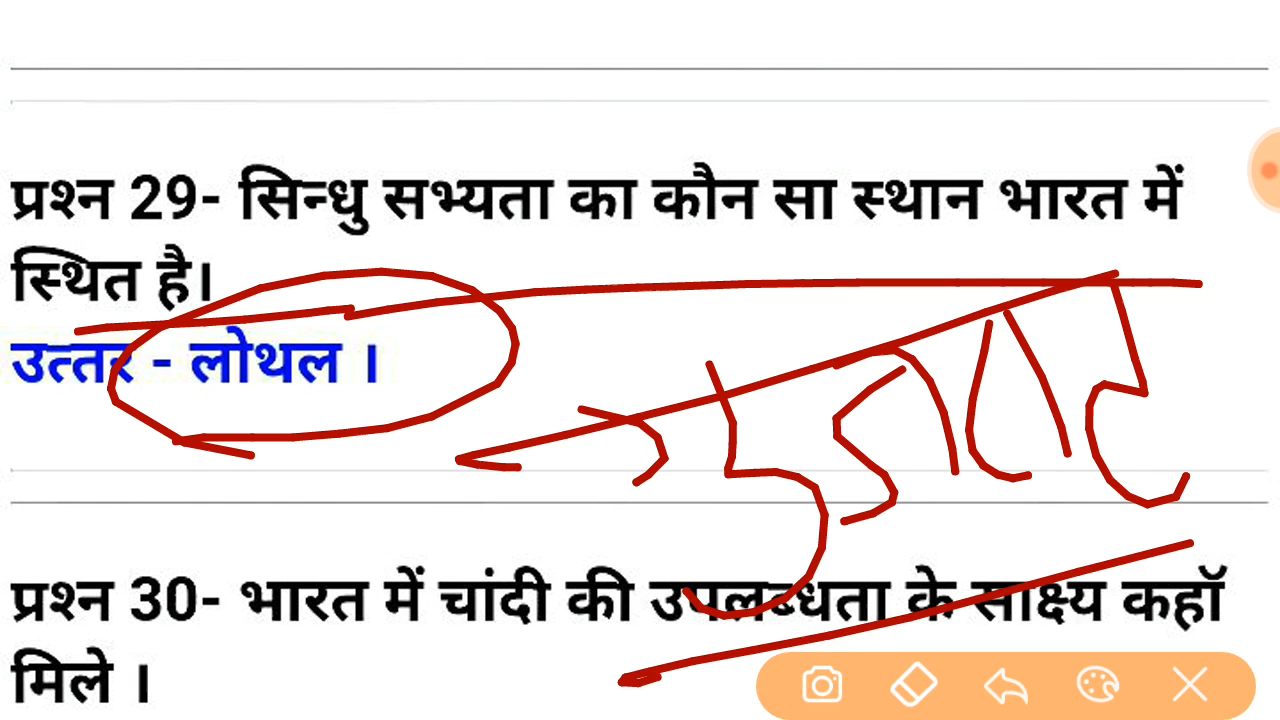 प्रश्न 29- सिन्धु सभ्यता का कौन सा स्थान भारत में
स्थित है।
उत्तर - लोथल ।
प्रश्न 30- भारत में चांदी की उपलब्धता के साक्ष्य कहॉ
मिले ।